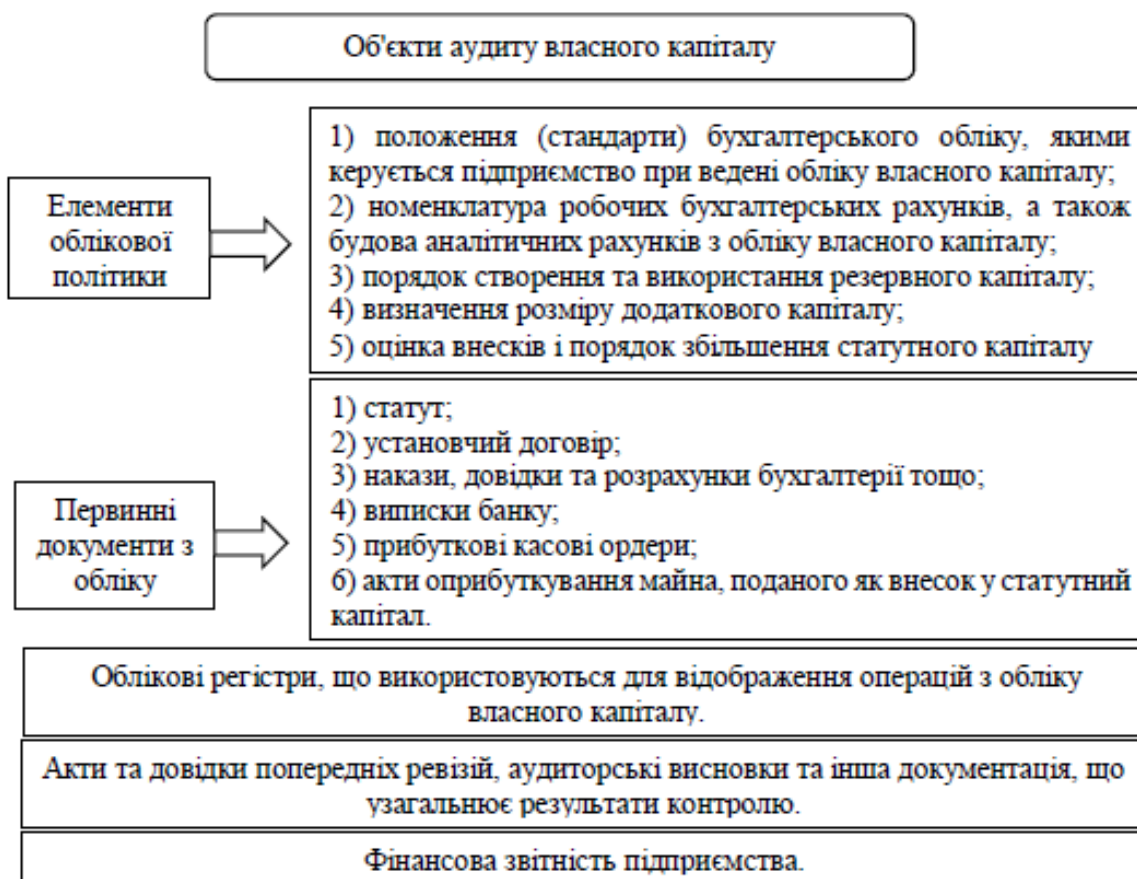 Об'єкти аудиту власного капіталу
Елементи
облікової
політики
1) положення (стандарти) бухгалтерського обліку, якими
керується підприємство при ведені обліку власного капіталу;
2) номенклатура робочих бухгалтерських рахунків, а також
будова аналітичних рахунків з обліку власного капіталу;
3) порядок створення та використання резервного капіталу;
4) визначення розміру додаткового капіталу;
5) оцінка внесків і порядок збільшення статутного капіталу
Первинні
документи з
обліку
1) статут;
2) установчий договір;
3) накази, довідки та розрахунки бухгалтерії тощо;
4) виписки банку;
5) прибуткові касові ордери;
6) акти оприбуткування майна, поданого як внесок у статутний
капітал.
Облікові регістри, що використовуються для відображення операцій з обліку
власного капіталу.
Акти та довідки попередніх ревізій, аудиторські висновки та інша документація, що
узагальнює результати контролю.
Фінансова звітність підприємства.